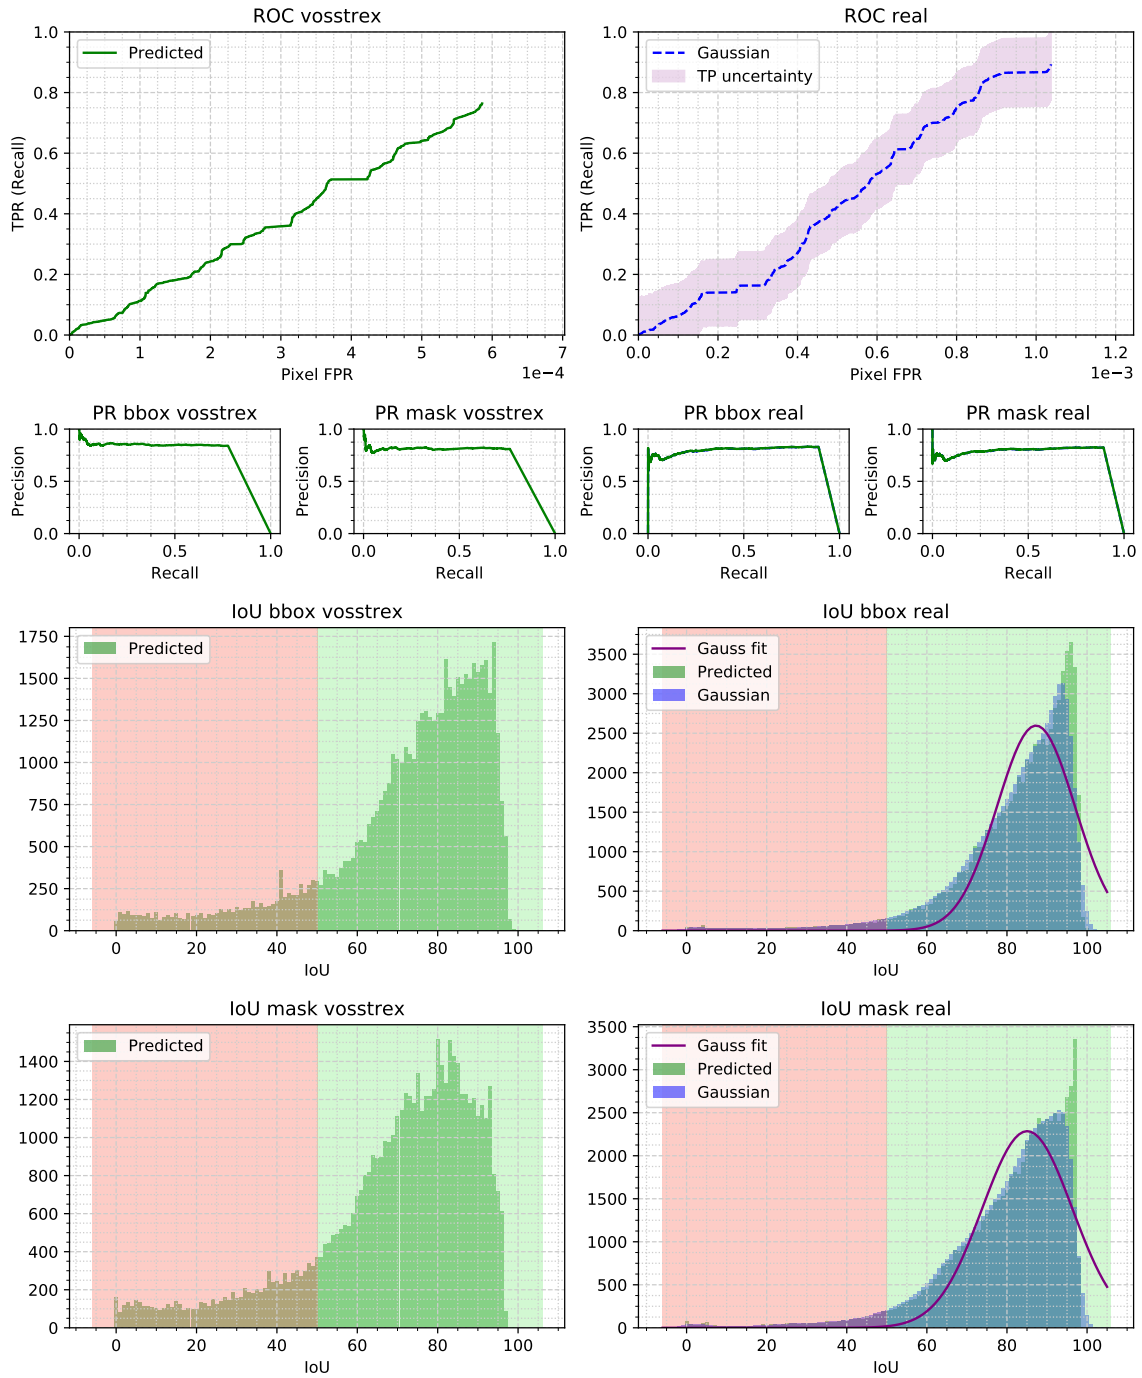 ROC vosstrex
1.0
0.8
0.6
0.4
0.2
0.0
TPR (Recall)
Predicted
0 1 2 3 4 5 6 7
Pixel FPR
1e−4
ROC real
1.0
0.8
0.6
0.4
0.2
0.0
TPR (Recall)
Gaussian
TP uncertainty
0.0 0.2 0.4 0.6 0.8 1.0 1.2
Pixel FPR
1e−3
PR bbox vosstrex
1.0
0.5
0.0
Precision
0.0 0.5 1.0
Recall
PR mask vosstrex
1.0
0.5
0.0
Precision
0.0 0.5 1.0
Recall
PR bbox real
1.0
0.5
0.0
Precision
0.0 0.5 1.0
Recall
PR mask real
1.0
0.5
0.0
Precision
0.0 0.5 1.0
Recall
IoU bbox vosstrex
1750
1500
1250
1000
750
500
250
0
Predicted
0 20 40 60 80 100
IoU
IoU bbox real
3500
3000
2500
2000
1500
1000
500
0
Gauss fit
Predicted
Gaussian
0 20 40 60 80 100
IoU
IoU mask vosstrex
1400
1200
1000
800
600
400
200
0
Predicted
0 20 40 60 80 100
IoU
IoU mask real
3500
3000
2500
2000
1500
1000
500
0
Gauss fit
Predicted
Gaussian
0 20 40 60 80 100
IoU